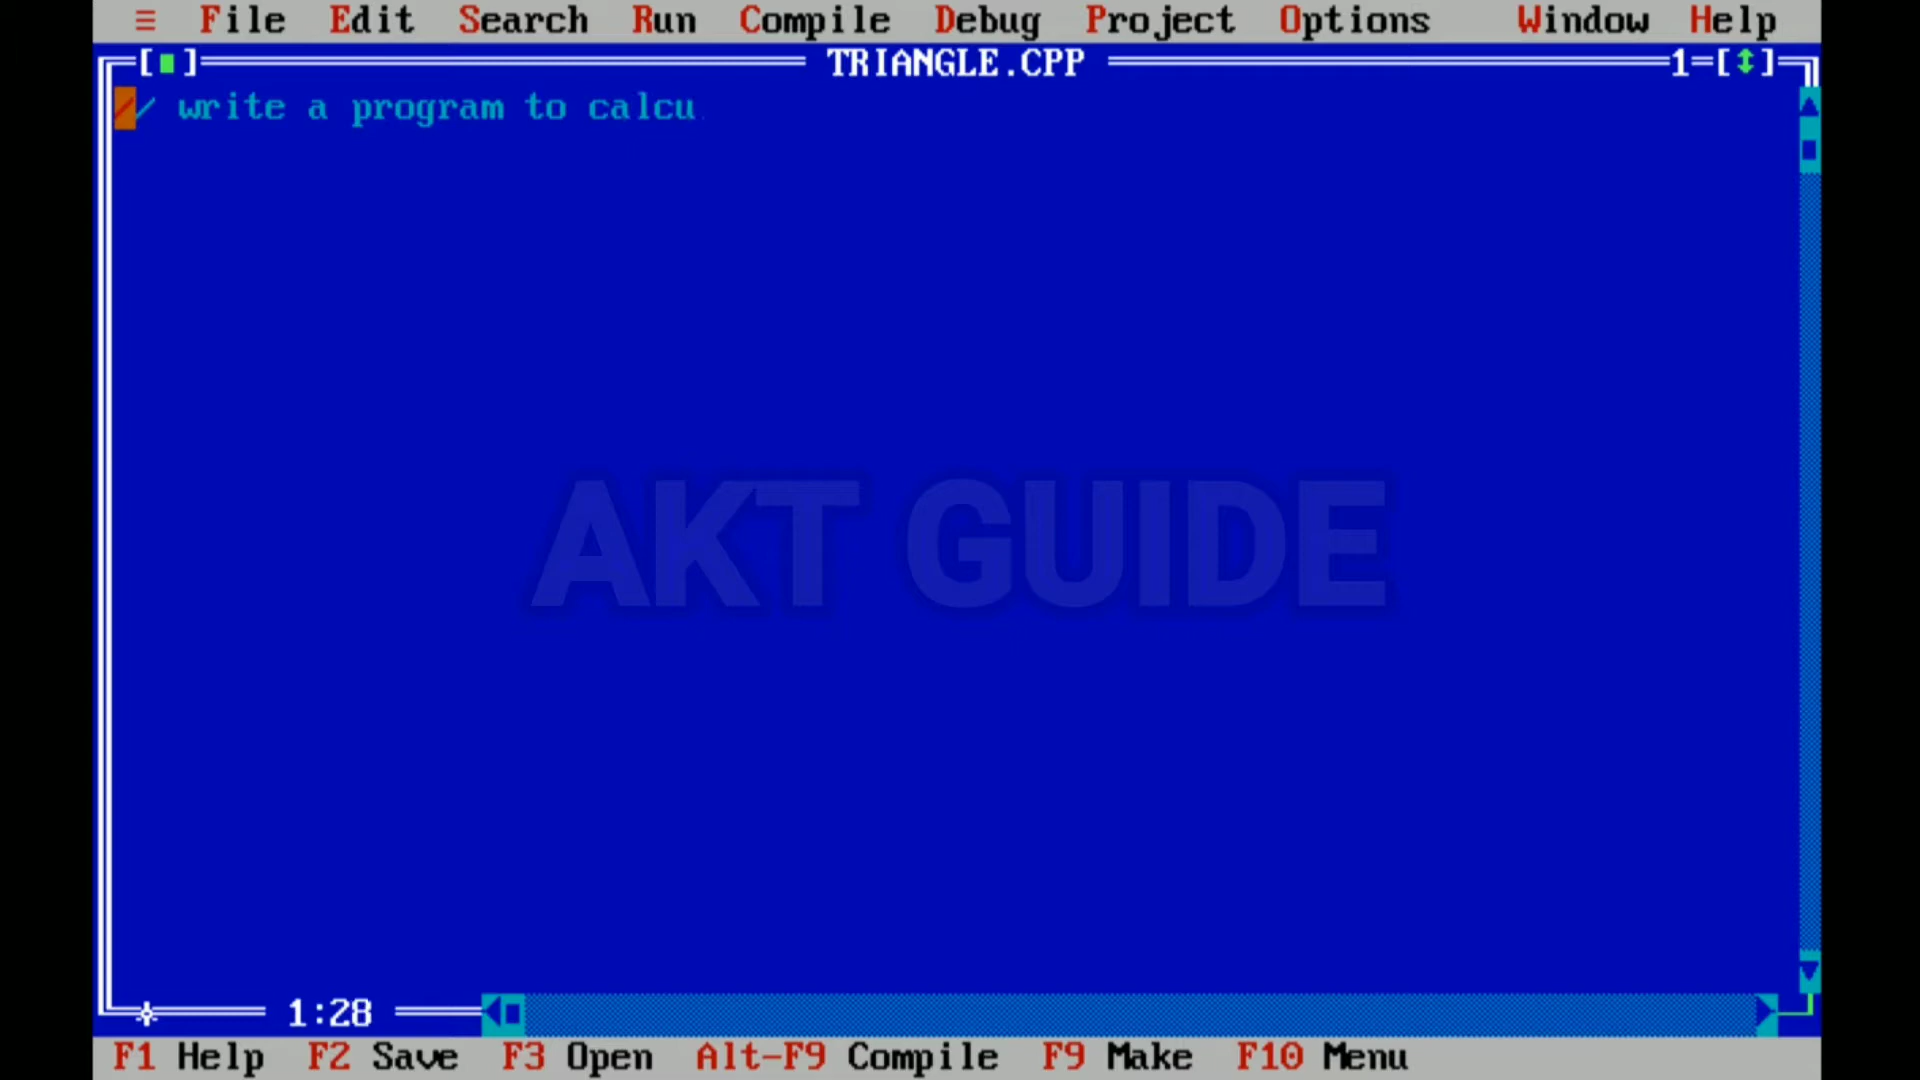 ≡ File Edit Search Run Compile Debug Project Options Window Help
[■] TRIANGLE.CPP 1=[↕]
// write a program to calcu
AKT GUIDE
1:28
F1 Help F2 Save F3 Open Alt-F9 Compile F9 Make F10 Menu